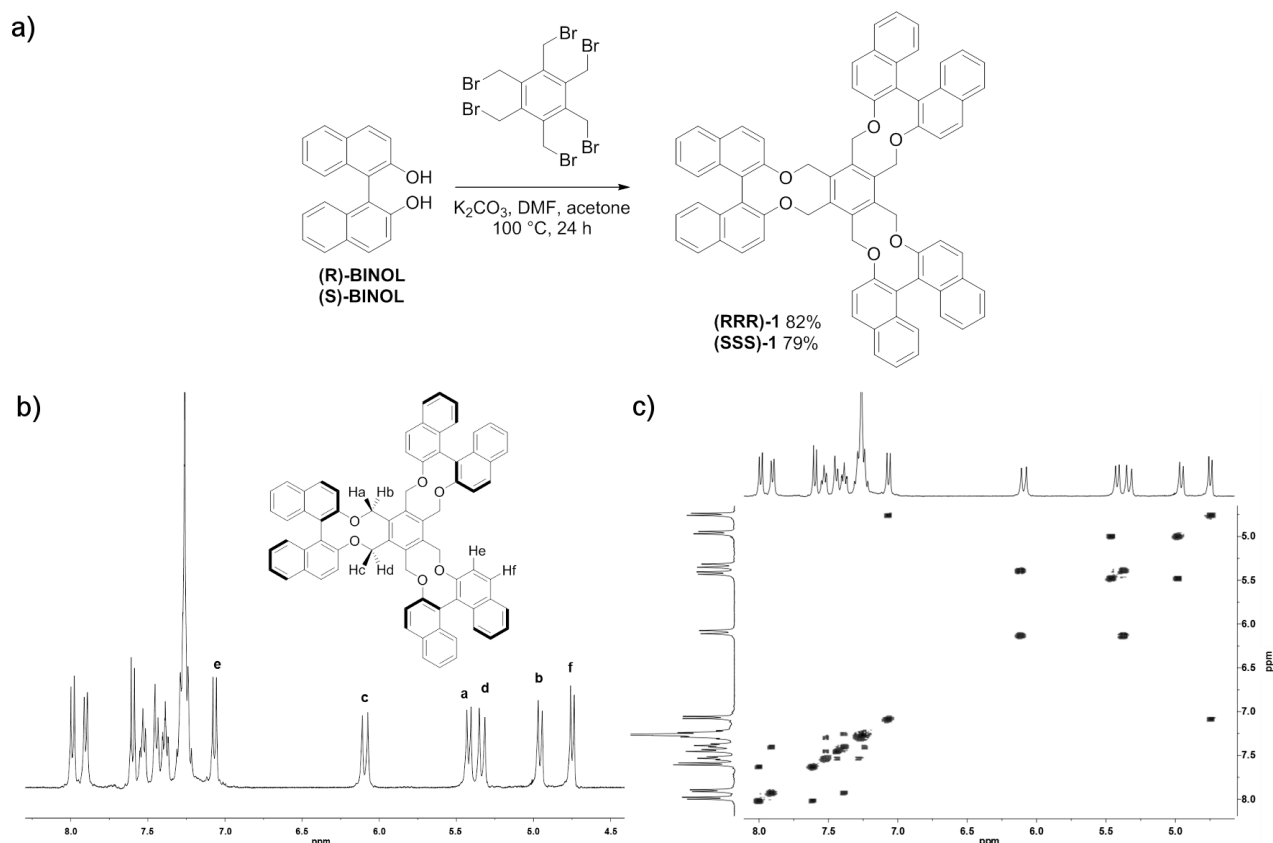 a)
Br
Br
Br
Br
Br
Br
OH
OH
K2CO3, DMF, acetone
100 °C, 24 h
(R)-BINOL
(S)-BINOL
O
O
O
O
O
O
(RRR)-1 82%
(SSS)-1 79%
b)
Ha Hb
O
O
O
O
Hc Hd
O
O
He
Hf
e
c
a
d
b
f
8.0 7.5 7.0 6.5 6.0 5.5 5.0 4.5
ppm
c)
5.0
5.5
6.0
6.5
7.0
7.5
8.0
ppm
8.0 7.5 7.0 6.5 6.0 5.5 5.0
ppm